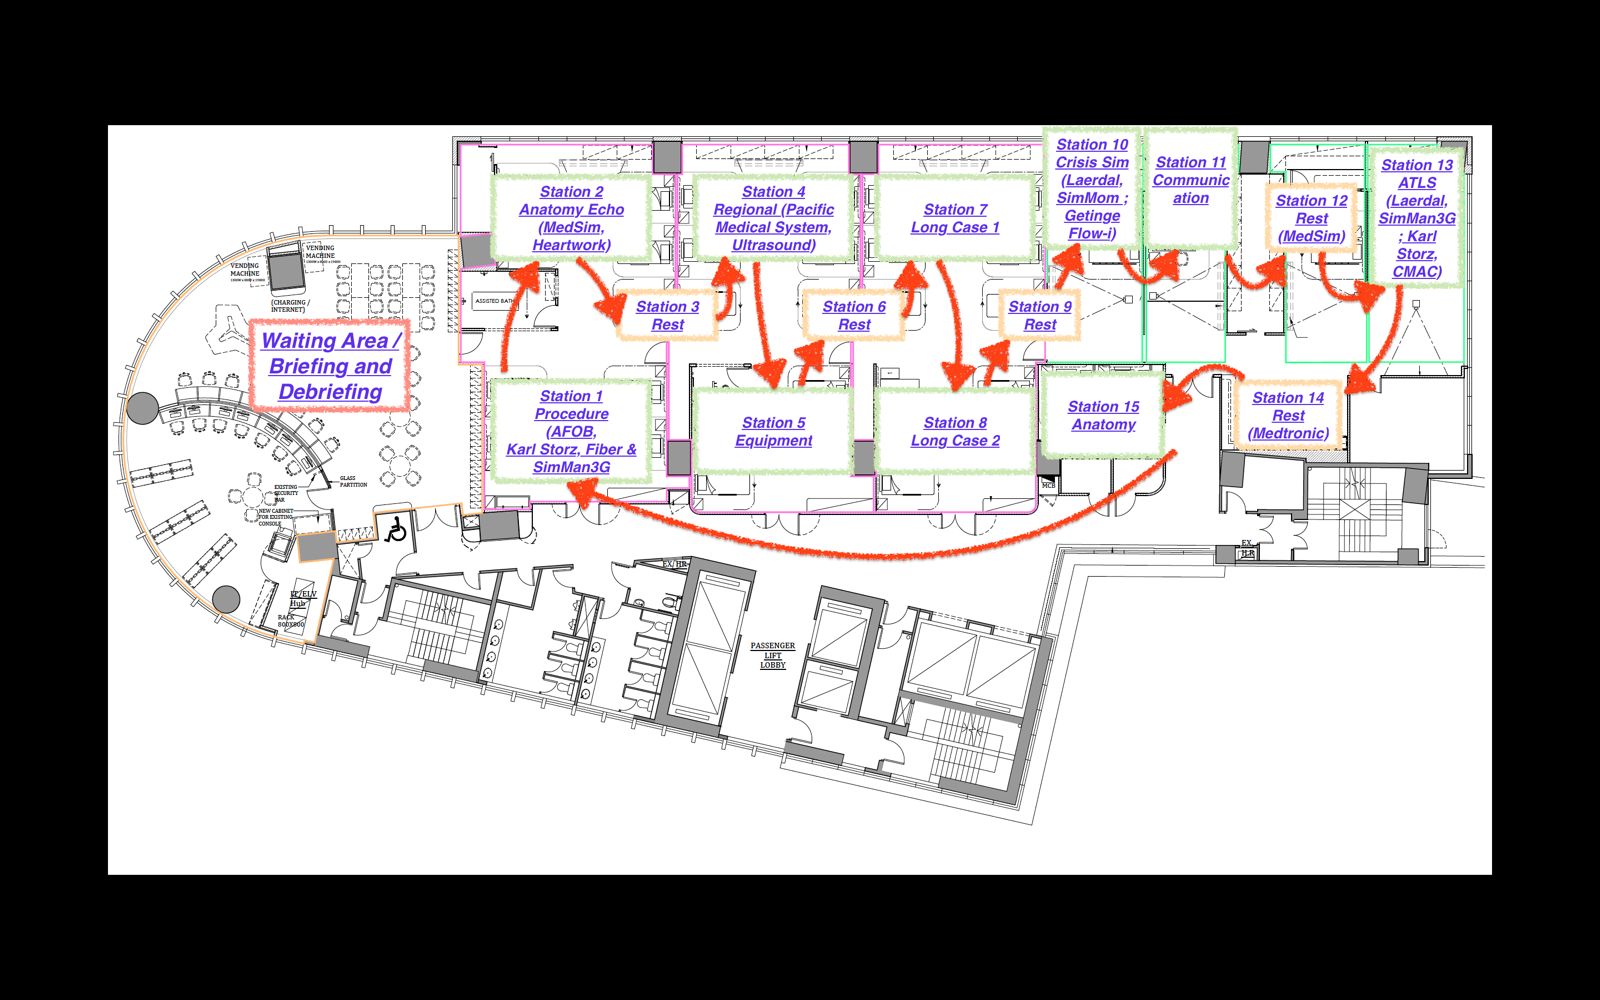 Station 2
Anatomy Echo
(MedSim,
Heartwork)
Station 4
Regional (Pacific
Medical System,
Ultrasound)
Station 7
Long Case 1
Station 10
Crisis Sim
(Laerdal,
SimMom ;
Getinge
Flow-i)
Station 11
Communic
ation
Station 12
Rest
(MedSim)
Station 13
ATLS
(Laerdal,
SimMan3G
; Karl
Storz,
CMAC)
VENDING
MACHINE
VENDING
MACHINE
(CHARGING /
INTERNET)
ASSISTED BATH
Station 3
Rest
Station 6
Rest
Station 9
Rest
Waiting Area /
Briefing and
Debriefing
Station 1
Procedure
(AFOB,
Karl Storz, Fiber &
SimMan3G
Station 5
Equipment
Station 8
Long Case 2
Station 15
Anatomy
Station 14
Rest
(Medtronic)
GLASS
PARTITION
EXISTING
SECURITY
BAR
NEW CABINET
FOR EXISTING
CONSOLE
MCB
EX
H.R
EX/HR
IT/ELV
Hub
RACK
800X800
PASSENGER
LIFT
LOBBY